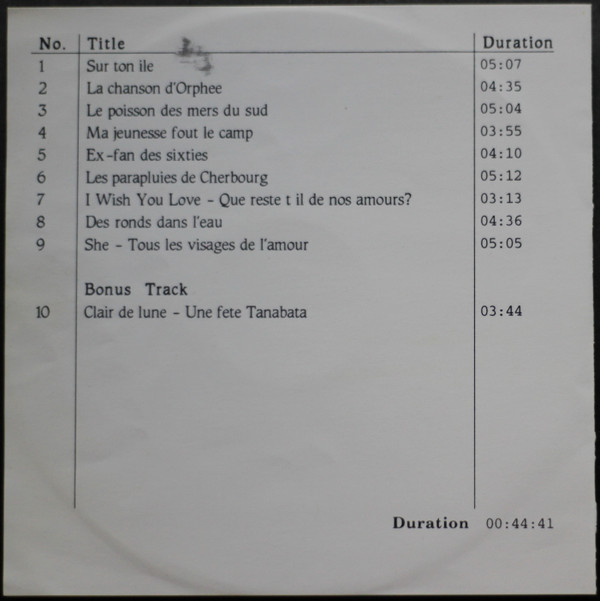 No. Title Duration
1 Sur ton ile 05:07
2 La chanson d'Orphee 04:35
3 Le poisson des mers du sud 05:04
4 Ma jeunesse fout le camp 03:55
5 Ex-fan des sixties 04:10
6 Les parapluies de Cherbourg 05:12
7 I Wish You Love - Que reste t il de nos amours? 03:13
8 Des ronds dans l'eau 04:36
9 She - Tous les visages de l'amour 05:05
Bonus Track
10 Clair de lune - Une fete Tanabata 03:44
Duration 00:44:41